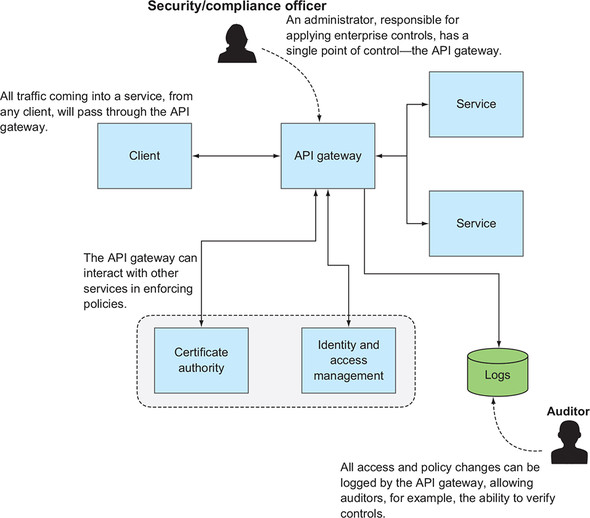 Security/compliance officer
An administrator, responsible for
applying enterprise controls, has a
single point of control—the API gateway.
All traffic coming into a service, from
any client, will pass through the API
gateway.
Client
API gateway
Service
Service
The API gateway can
interact with other
services in enforcing
policies.
Certificate
authority
Identity and
access
management
Logs
Auditor
All access and policy changes can be
logged by the API gateway, allowing
auditors, for example, the ability to verify
controls.